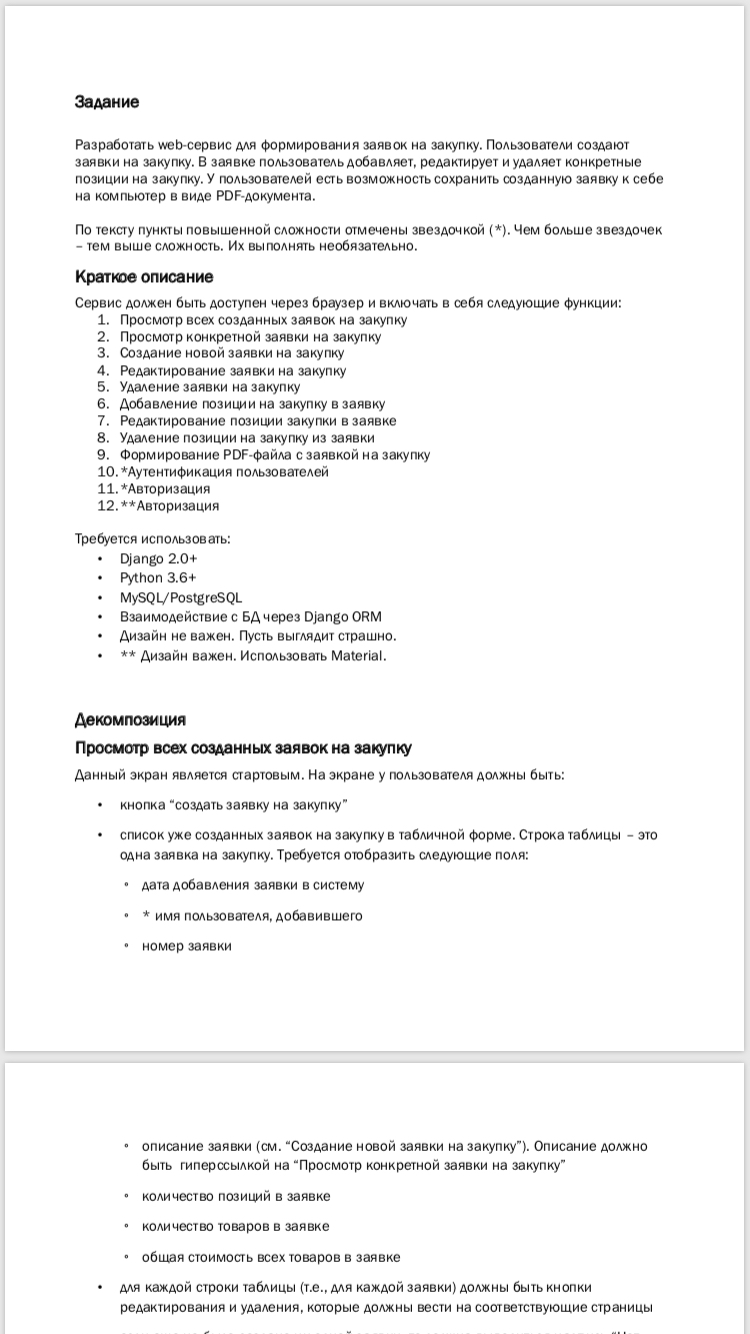 Задание
Разработать web-сервис для формирования заявок на закупку. Пользователи создают
заявки на закупку. В заявке пользователь добавляет, редактирует и удаляет конкретные
позиции на закупку. У пользователей есть возможность сохранить созданную заявку к себе
на компьютер в виде PDF-документа.
По тексту пункты повышенной сложности отмечены звездочкой (*). Чем больше звездочек
– тем выше сложность. Их выполнять необязательно.
Краткое описание
Сервис должен быть доступен через браузер и включать в себя следующие функции:
1. Просмотр всех созданных заявок на закупку
2. Просмотр конкретной заявки на закупку
3. Создание новой заявки на закупку
4. Редактирование заявки на закупку
5. Удаление заявки на закупку
6. Добавление позиции на закупку в заявку
7. Редактирование позиции закупки в заявке
8. Удаление позиции на закупку из заявки
9. Формирование PDF-файла с заявкой на закупку
10. *Аутентификация пользователей
11. *Авторизация
12. **Авторизация
Требуется использовать:
• Django 2.0+
• Python 3.6+
• MySQL/PostgreSQL
• Взаимодействие с БД через Django ORM
• Дизайн не важен. Пусть выглядит страшно.
• ** Дизайн важен. Использовать Material.
Декомпозиция
Просмотр всех созданных заявок на закупку
Данный экран является стартовым. На экране у пользователя должны быть:
• кнопка “создать заявку на закупку”
• список уже созданных заявок на закупку в табличной форме. Строка таблицы – это
одна заявка на закупку. Требуется отобразить следующие поля:
◦ дата добавления заявки в систему
◦ * имя пользователя, добавившего
◦ номер заявки
◦ описание заявки (см. “Создание новой заявки на закупку”). Описание должно
быть гиперссылкой на “Просмотр конкретной заявки на закупку”
◦ количество позиций в заявке
◦ количество товаров в заявке
◦ общая стоимость всех товаров в заявке
• для каждой строки таблицы (т.е., для каждой заявки) должны быть кнопки
редактирования и удаления, которые должны вести на соответствующие страницы